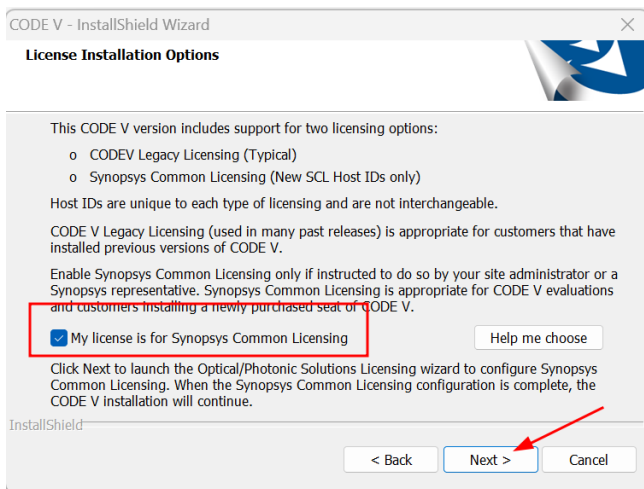 CODE V - InstallShield Wizard
License Installation Options
This CODE V version includes support for two licensing options:
o CODEV Legacy Licensing (Typical)
o Synopsys Common Licensing (New SCL Host IDs only)
Host IDs are unique to each type of licensing and are not interchangeable.
CODE V Legacy Licensing (used in many past releases) is appropriate for customers that have
installed previous versions of CODE V.
Enable Synopsys Common Licensing only if instructed to do so by your site administrator or a
Synopsys representative. Synopsys Common Licensing is appropriate for CODE V evaluations
and customers installing a newly purchased seat of CODE V.
My license is for Synopsys Common Licensing
Help me choose
Click Next to launch the Optical/Photonic Solutions Licensing wizard to configure Synopsys
Common Licensing. When the Synopsys Common Licensing configuration is complete, the
CODE V installation will continue.
InstallShield
< Back
Next >
Cancel